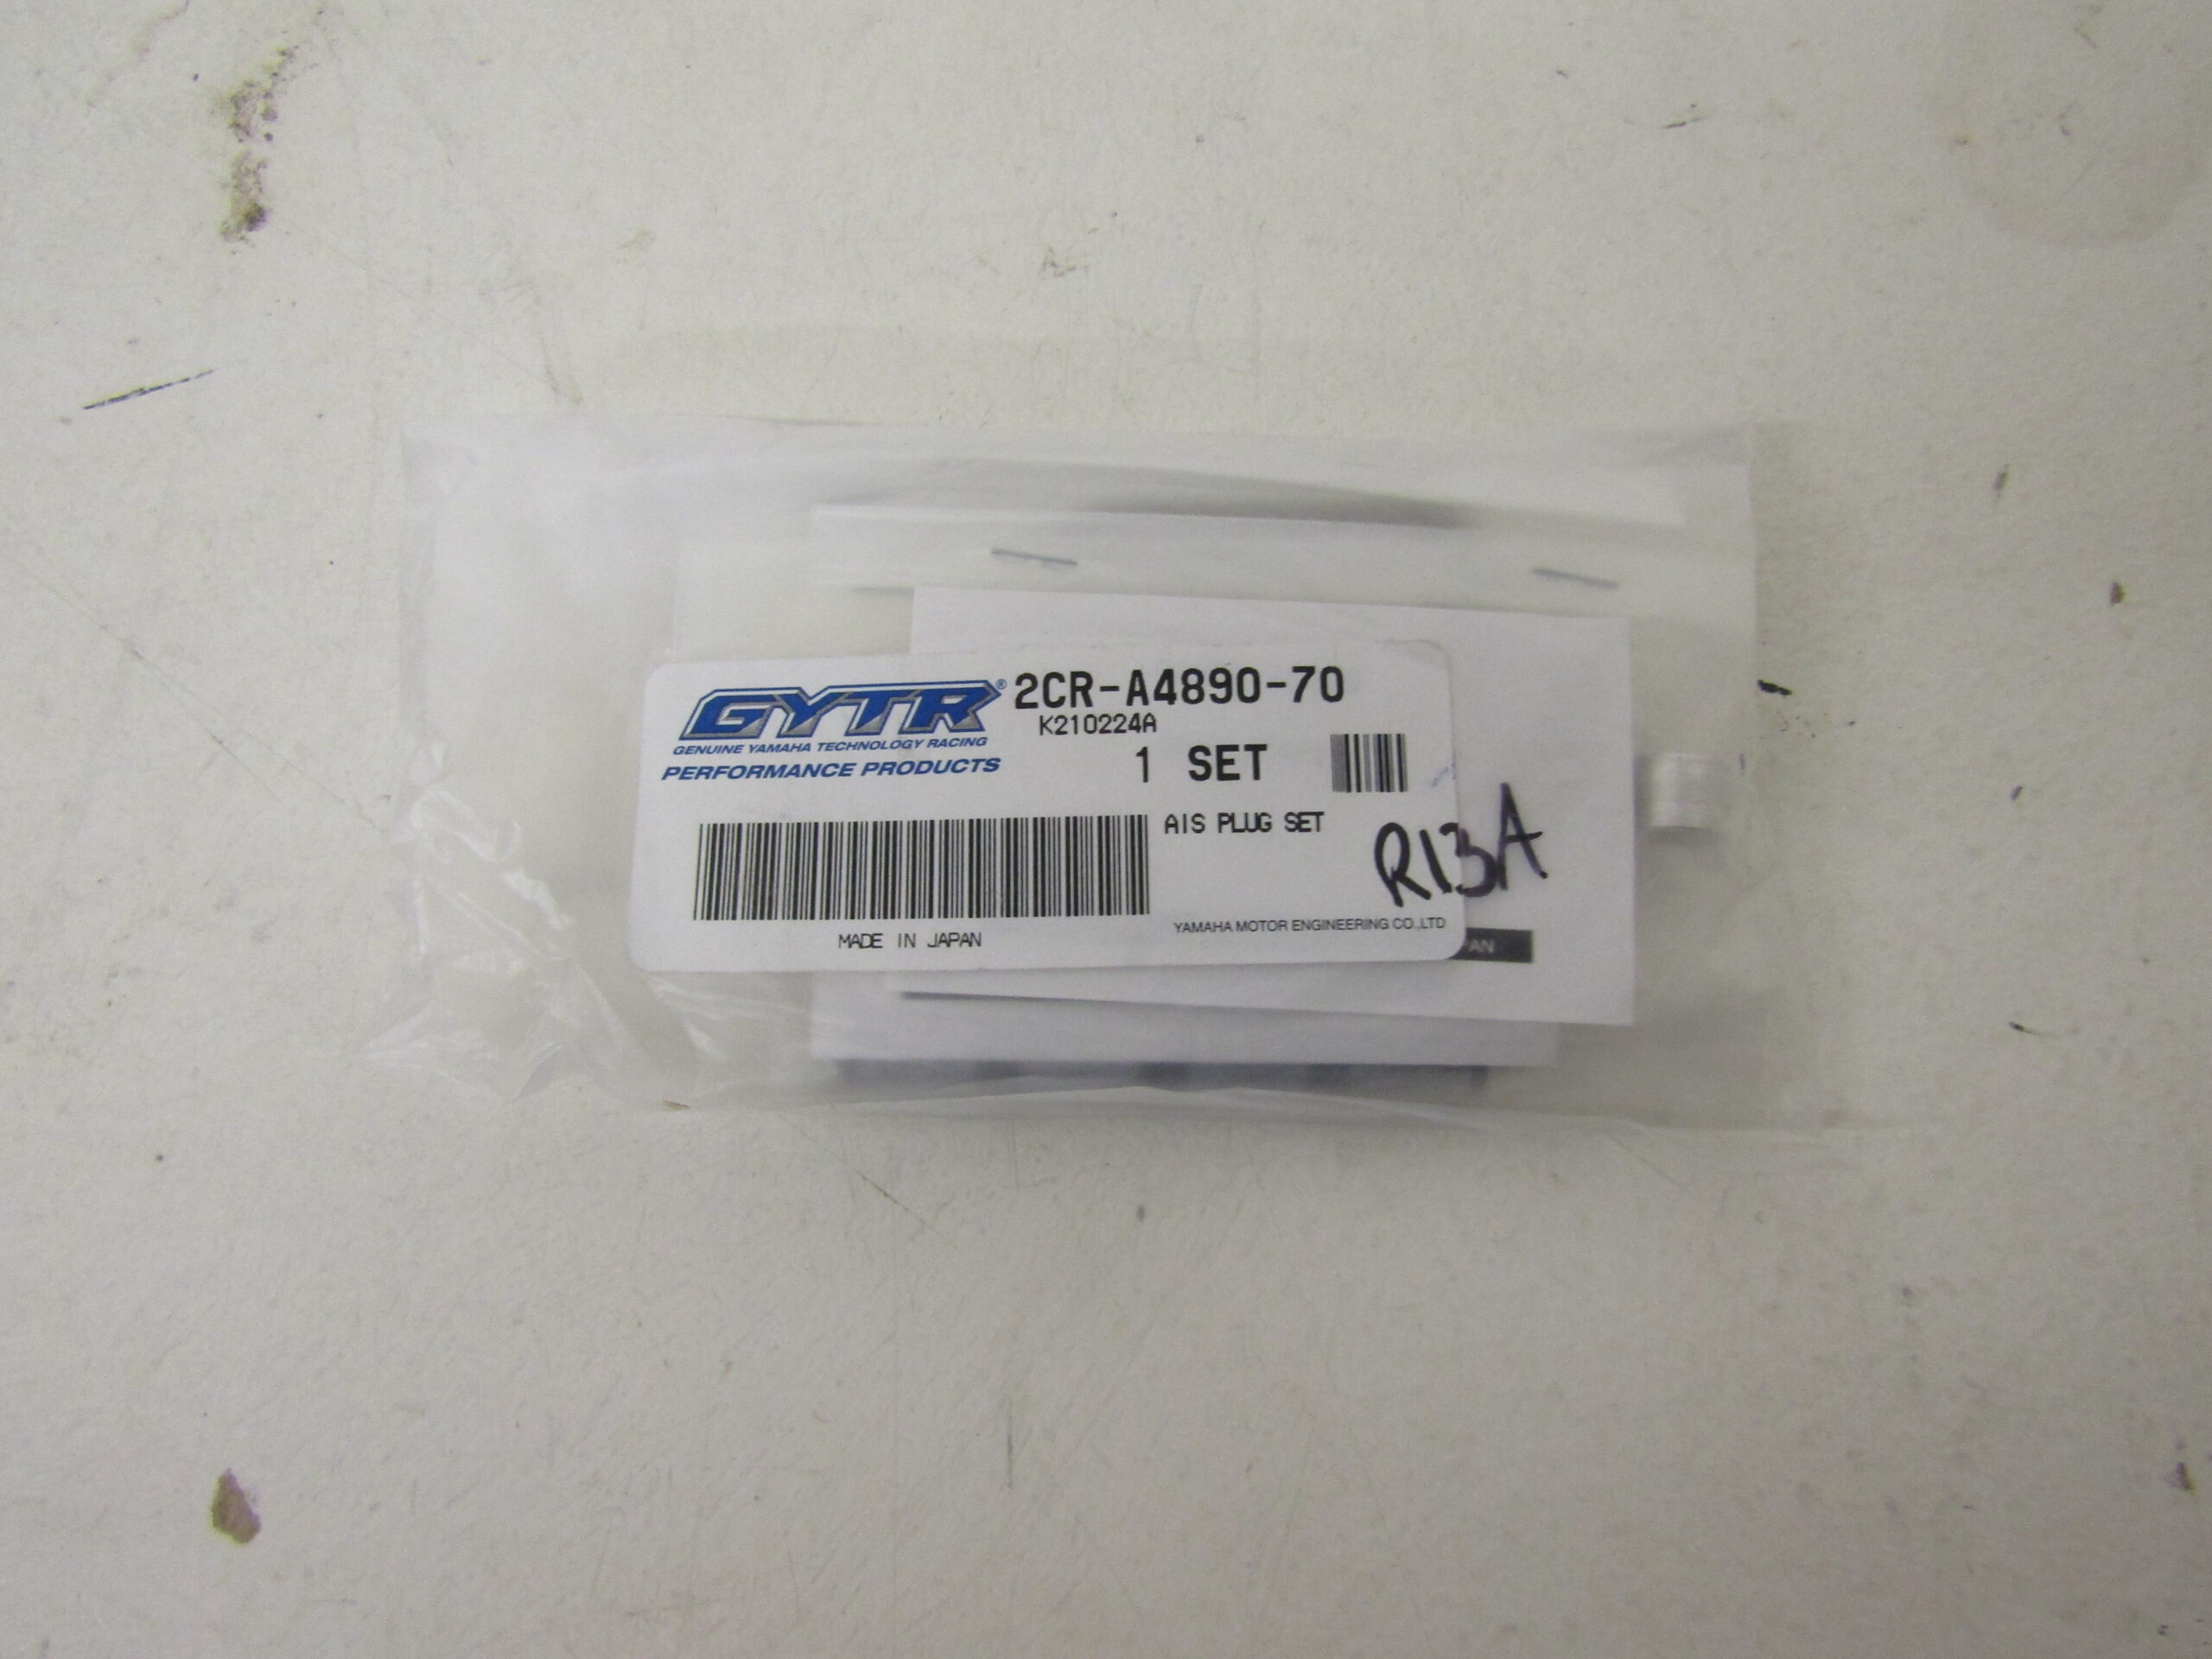 GYTR®
GENUINE YAMAHA TECHNOLOGY RACING
PERFORMANCE PRODUCTS
2CR-A4890-70
K210224A
1 SET
AIS PLUG SET
R13A
MADE IN JAPAN
YAMAHA MOTOR ENGINEERING CO.,LTD
PAN